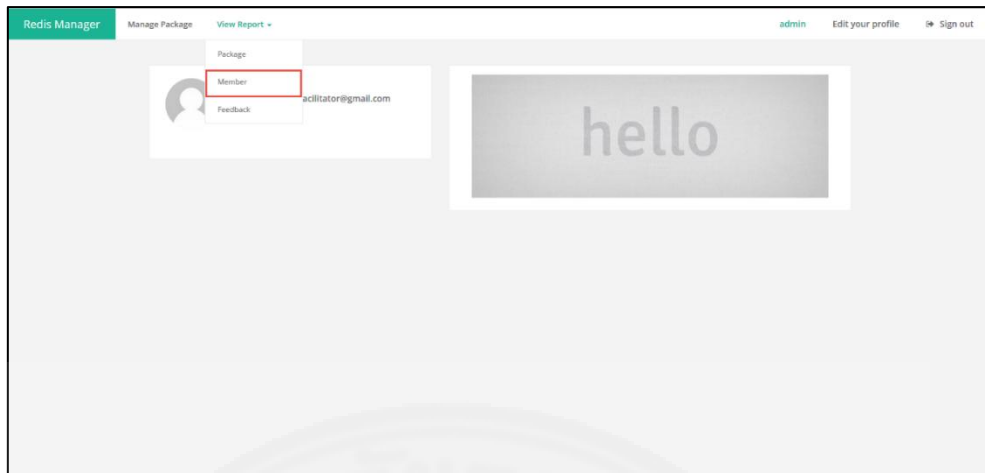 Redis Manager Manage Package View Report admin Edit your profile Sign out
Package
Member
acilitator@gmail.com
Feedback
hello